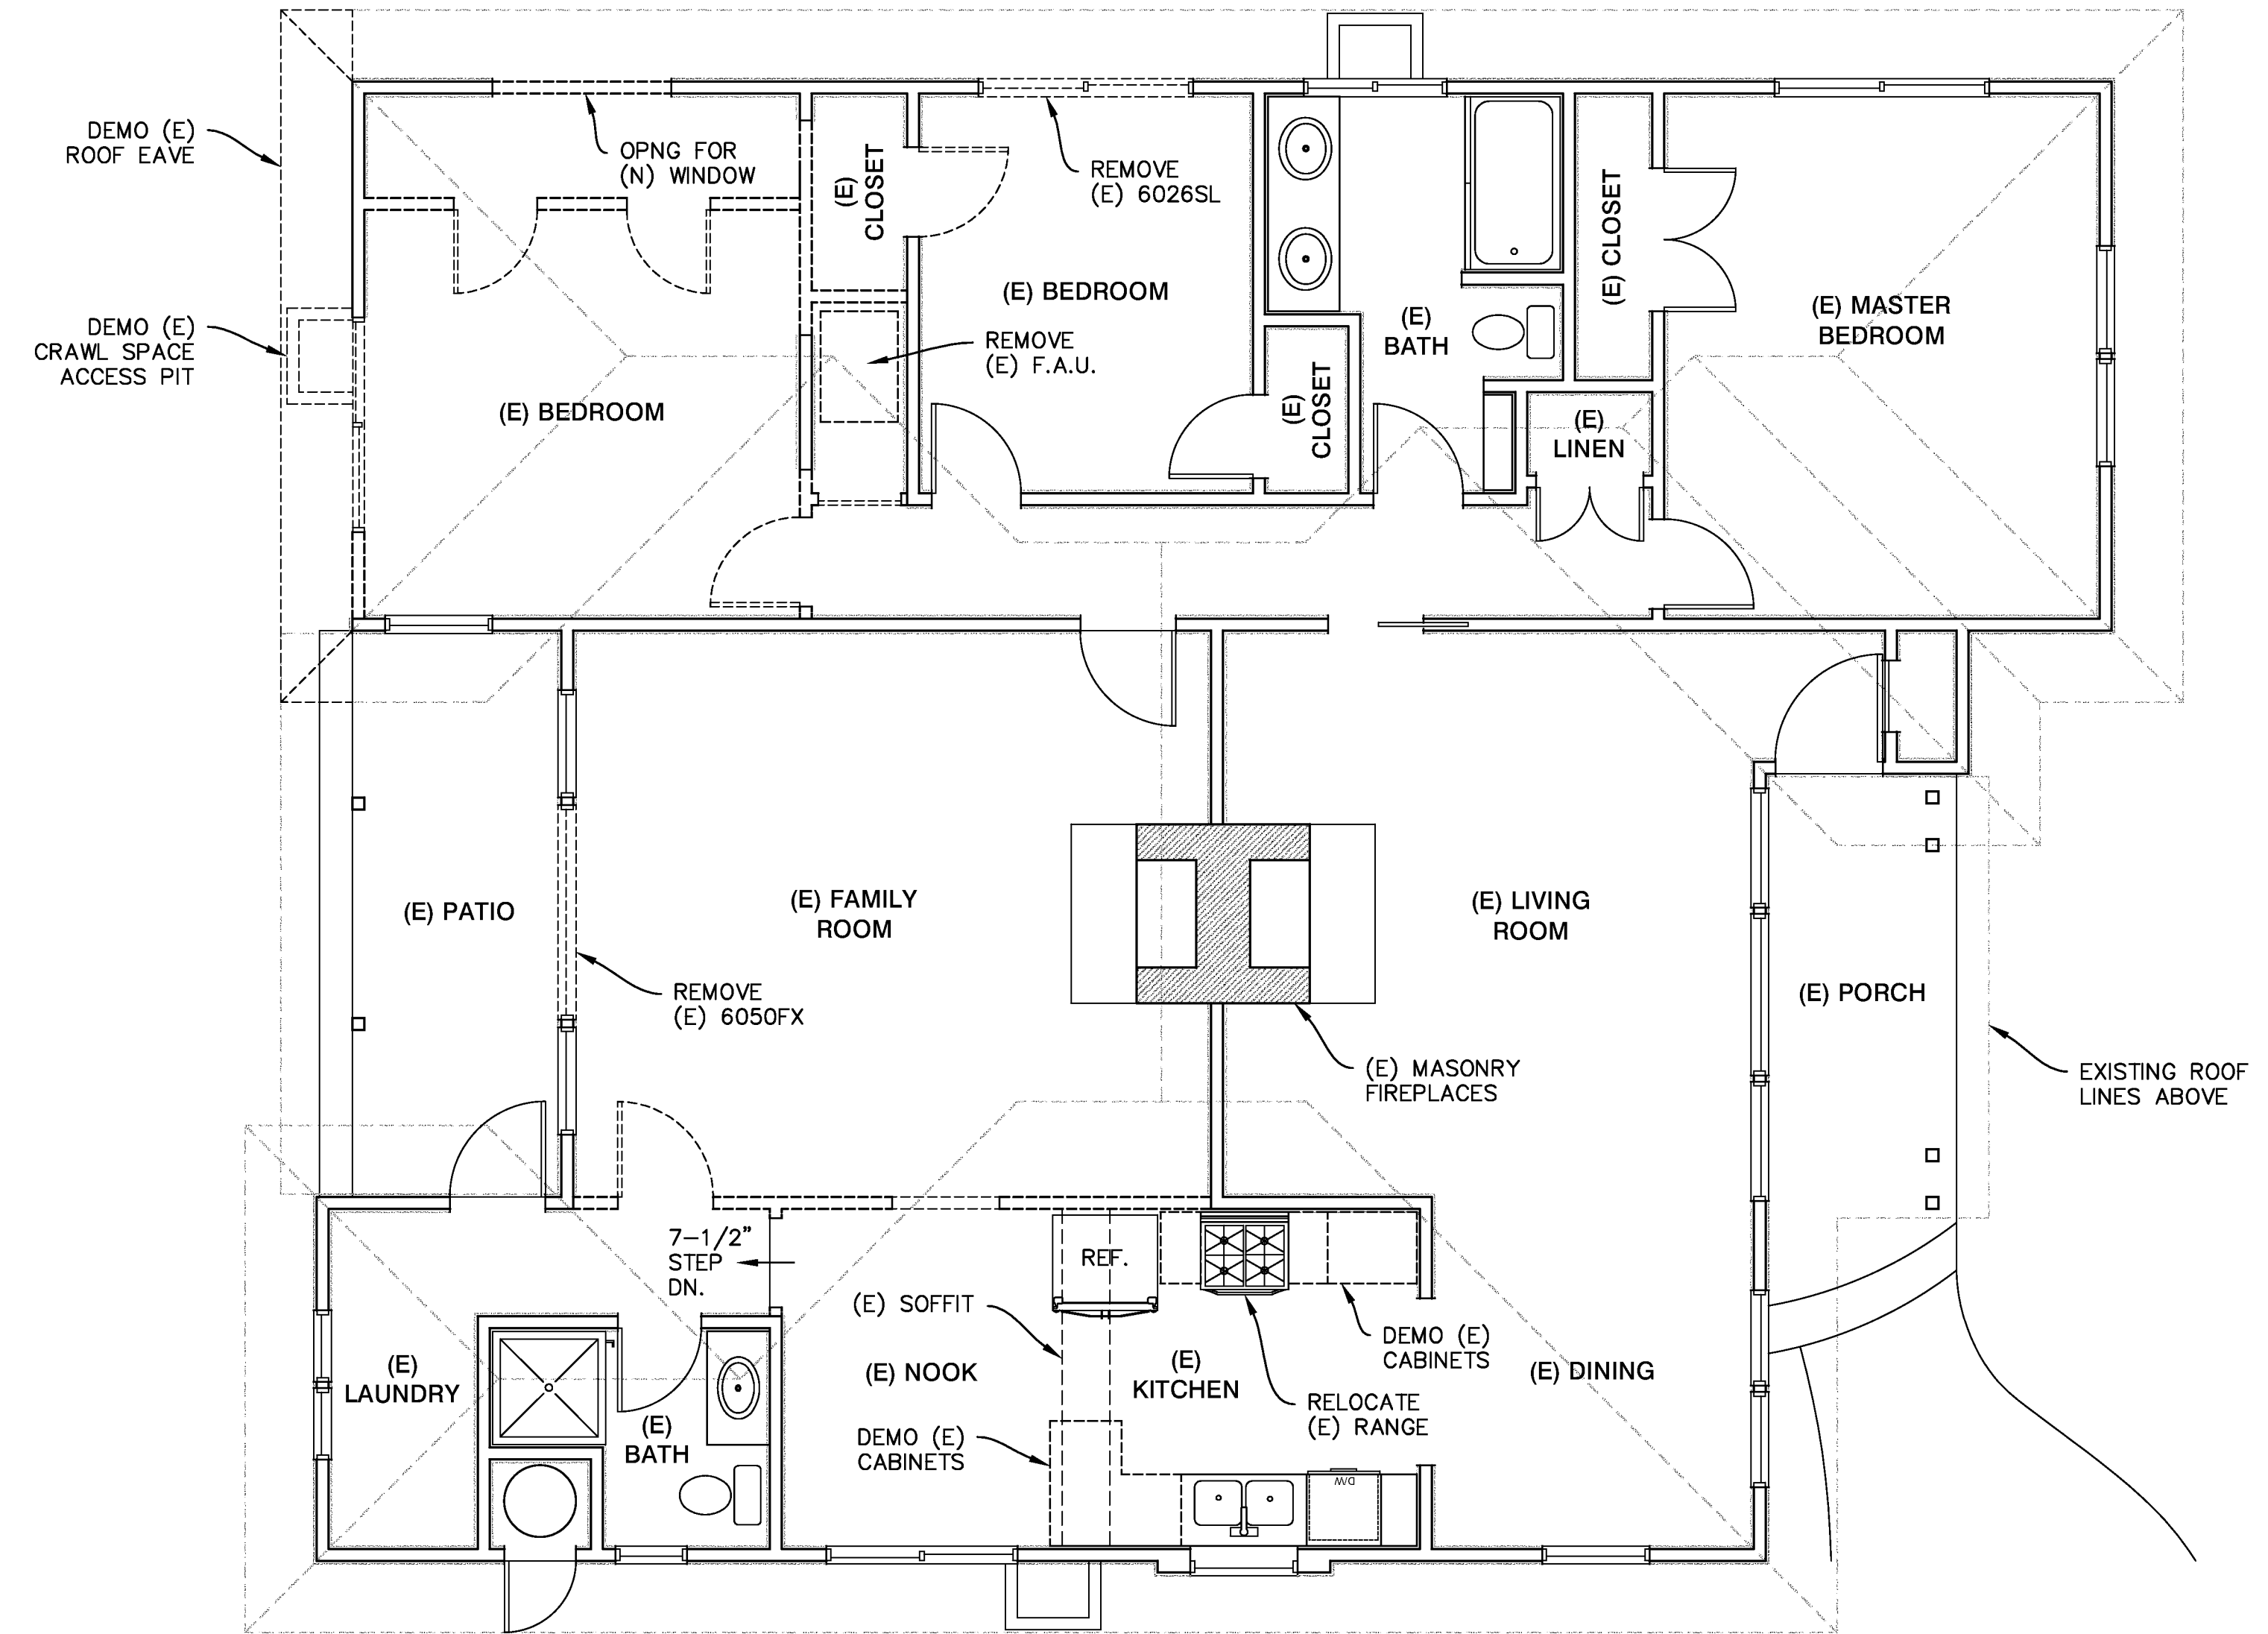 DEMO (E)
ROOF EAVE
OPNG FOR
(N) WINDOW
(E)
CLOSET
REMOVE
(E) 6026SL
(E) CLOSET
DEMO (E)
CRAWL SPACE
ACCESS PIT
(E) BEDROOM
(E) BEDROOM
REMOVE
(E) F.A.U.
(E)
CLOSET
(E)
BATH
(E)
LINEN
(E) MASTER
BEDROOM
(E) PATIO
(E) FAMILY
ROOM
(E) LIVING
ROOM
(E) PORCH
REMOVE
(E) 6050FX
(E) MASONRY
FIREPLACES
EXISTING ROOF
LINES ABOVE
7-1/2"
STEP
DN.
REF.
(E) SOFFIT
DEMO (E)
CABINETS
(E)
LAUNDRY
(E)
BATH
(E) NOOK
(E)
KITCHEN
(E) DINING
RELOCATE
(E) RANGE
DEMO (E)
CABINETS
D/W